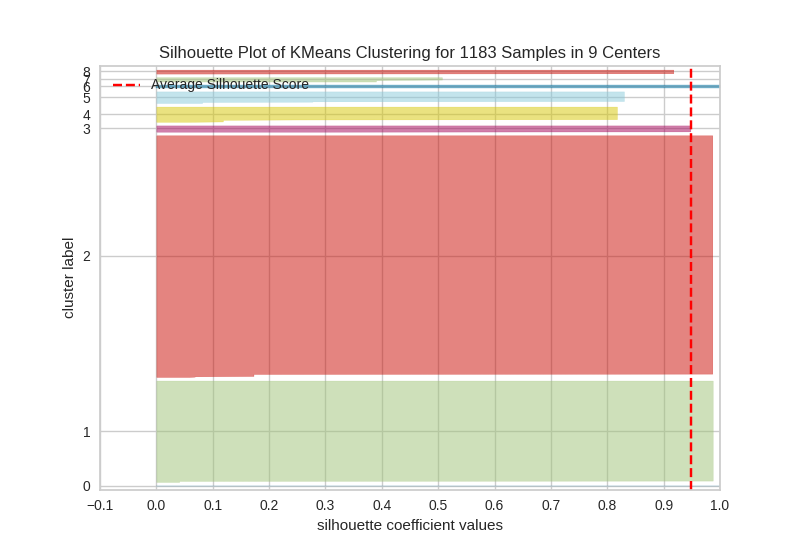 Silhouette Plot of KMeans Clustering for 1183 Samples in 9 Centers
8
7
6
Average Silhouette Score
5
4
3
2
1
0
cluster label
−0.1 0.0 0.1 0.2 0.3 0.4 0.5 0.6 0.7 0.8 0.9 1.0
silhouette coefficient values